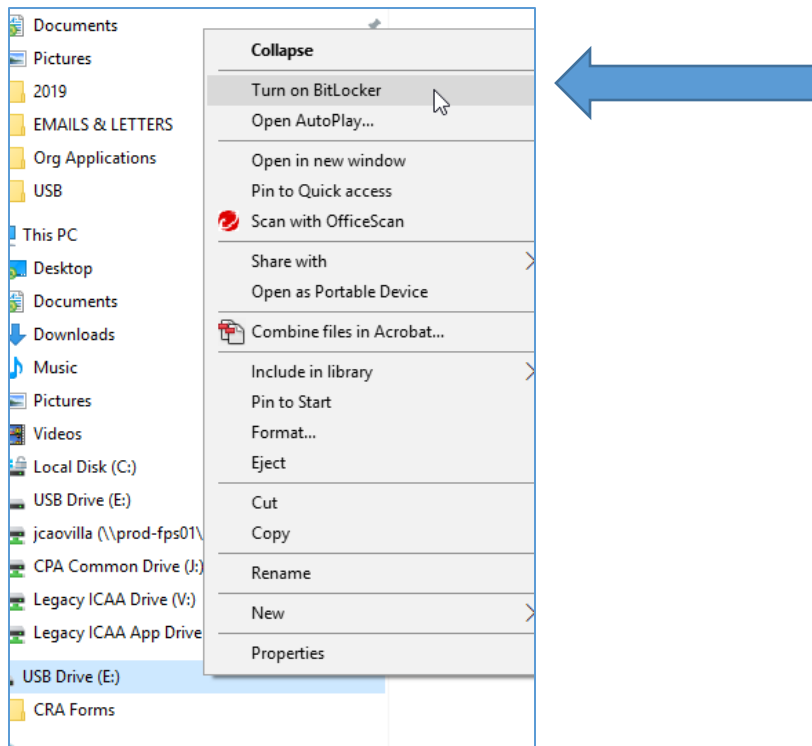 Documents
Pictures
2019
EMAILS & LETTERS
Org Applications
USB
This PC
Desktop
Documents
Downloads
Music
Pictures
Videos
Local Disk (C:)
USB Drive (E:)
jcaovilla (\\prod-fps01\
CPA Common Drive (J:)
Legacy ICAA Drive (V:)
Legacy ICAA App Drive
USB Drive (E:)
CRA Forms
Collapse
Turn on BitLocker
Open AutoPlay...
Open in new window
Pin to Quick access
Scan with OfficeScan
Share with
Open as Portable Device
Combine files in Acrobat...
Include in library
Pin to Start
Format...
Eject
Cut
Copy
Rename
New
Properties